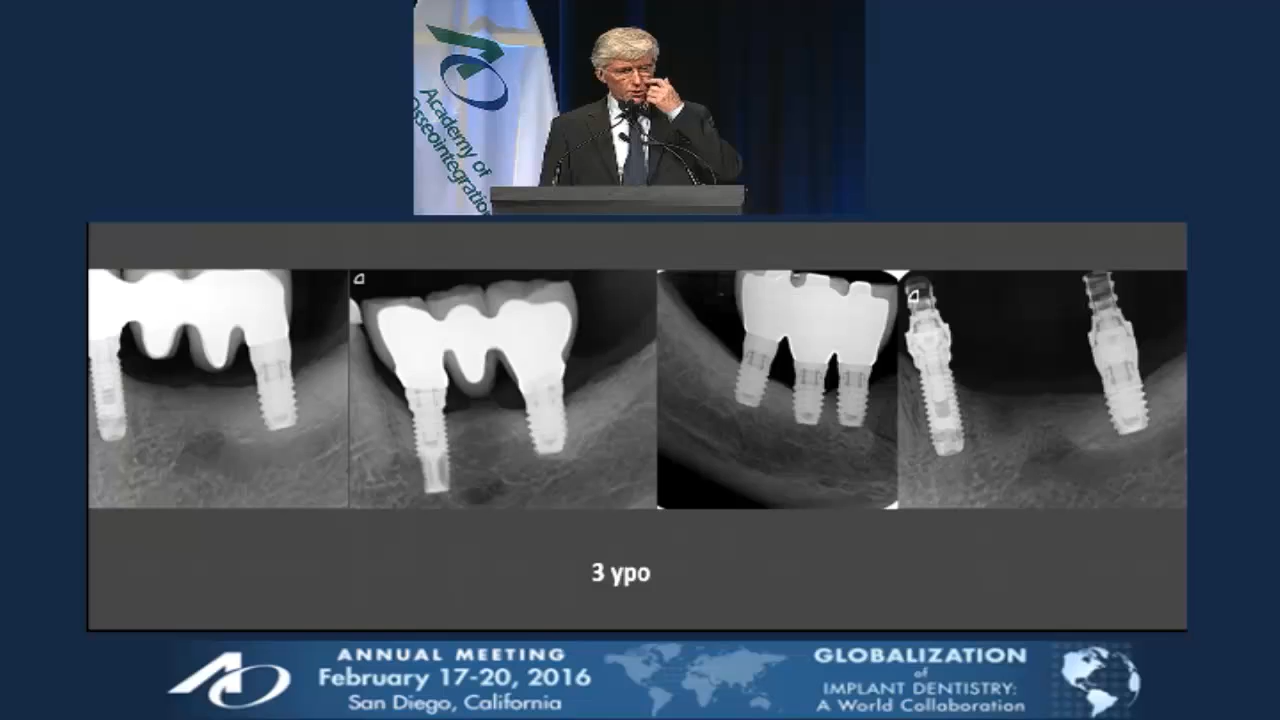 Academy of
Osseointegration
3 ypo
ANNUAL MEETING
February 17-20, 2016
San Diego, California
GLOBALIZATION
of
IMPLANT DENTISTRY:
A World Collaboration